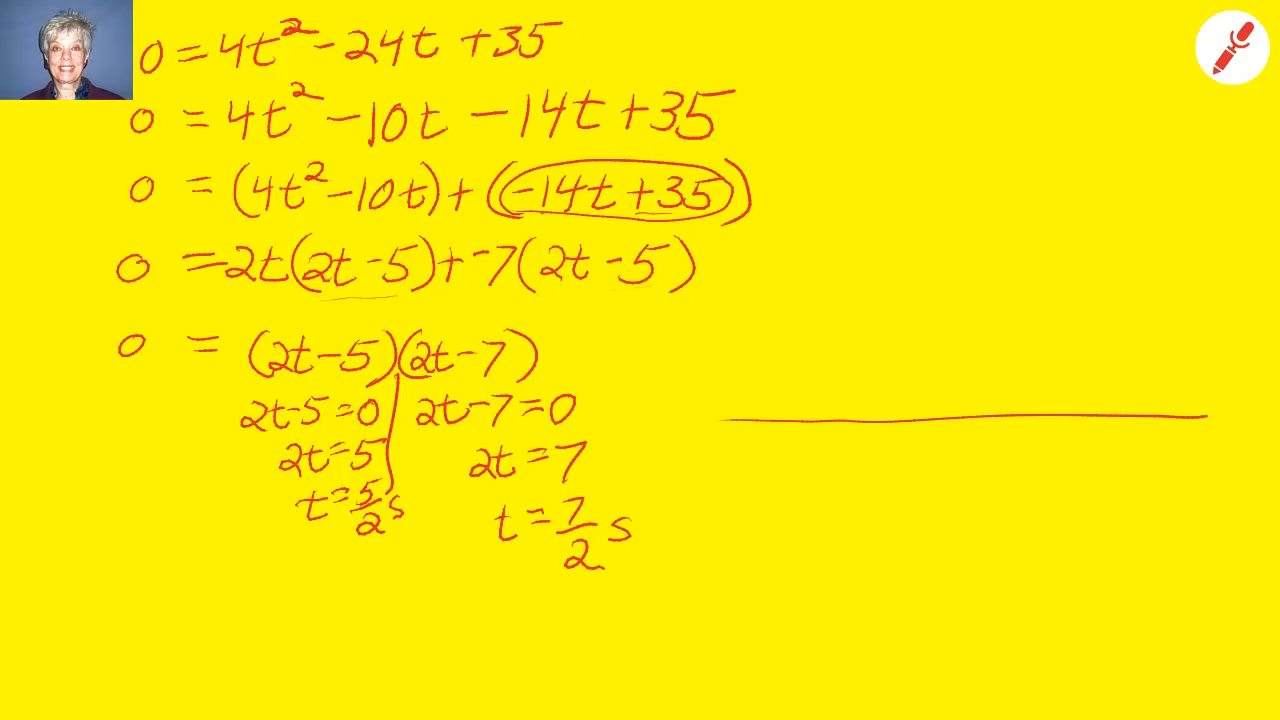 0 = 4t² - 24t + 35
0 = 4t² - 10t - 14t + 35
0 = (4t² - 10t) + (-14t + 35)
0 = 2t(2t - 5) + -7(2t - 5)
0 = (2t - 5)(2t - 7)
2t - 5 = 0 2t - 7 = 0
2t = 5 2t = 7
t = 5/2 s t = 7/2 s